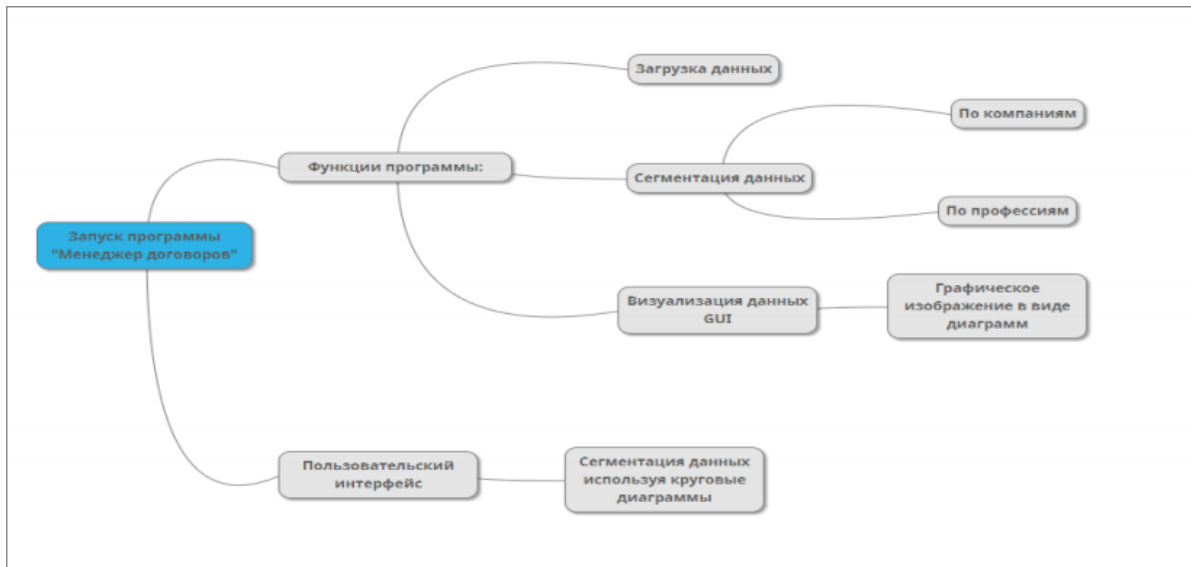 Загрузка данных
По компаниям
Функции программы:
Сегментация данных
По профессиям
Запуск программы
"Менеджер договоров"
Визуализация данных
GUI
Графическое
изображение в виде
диаграмм
Пользовательский
интерфейс
Сегментация данных
используя круговые
диаграммы